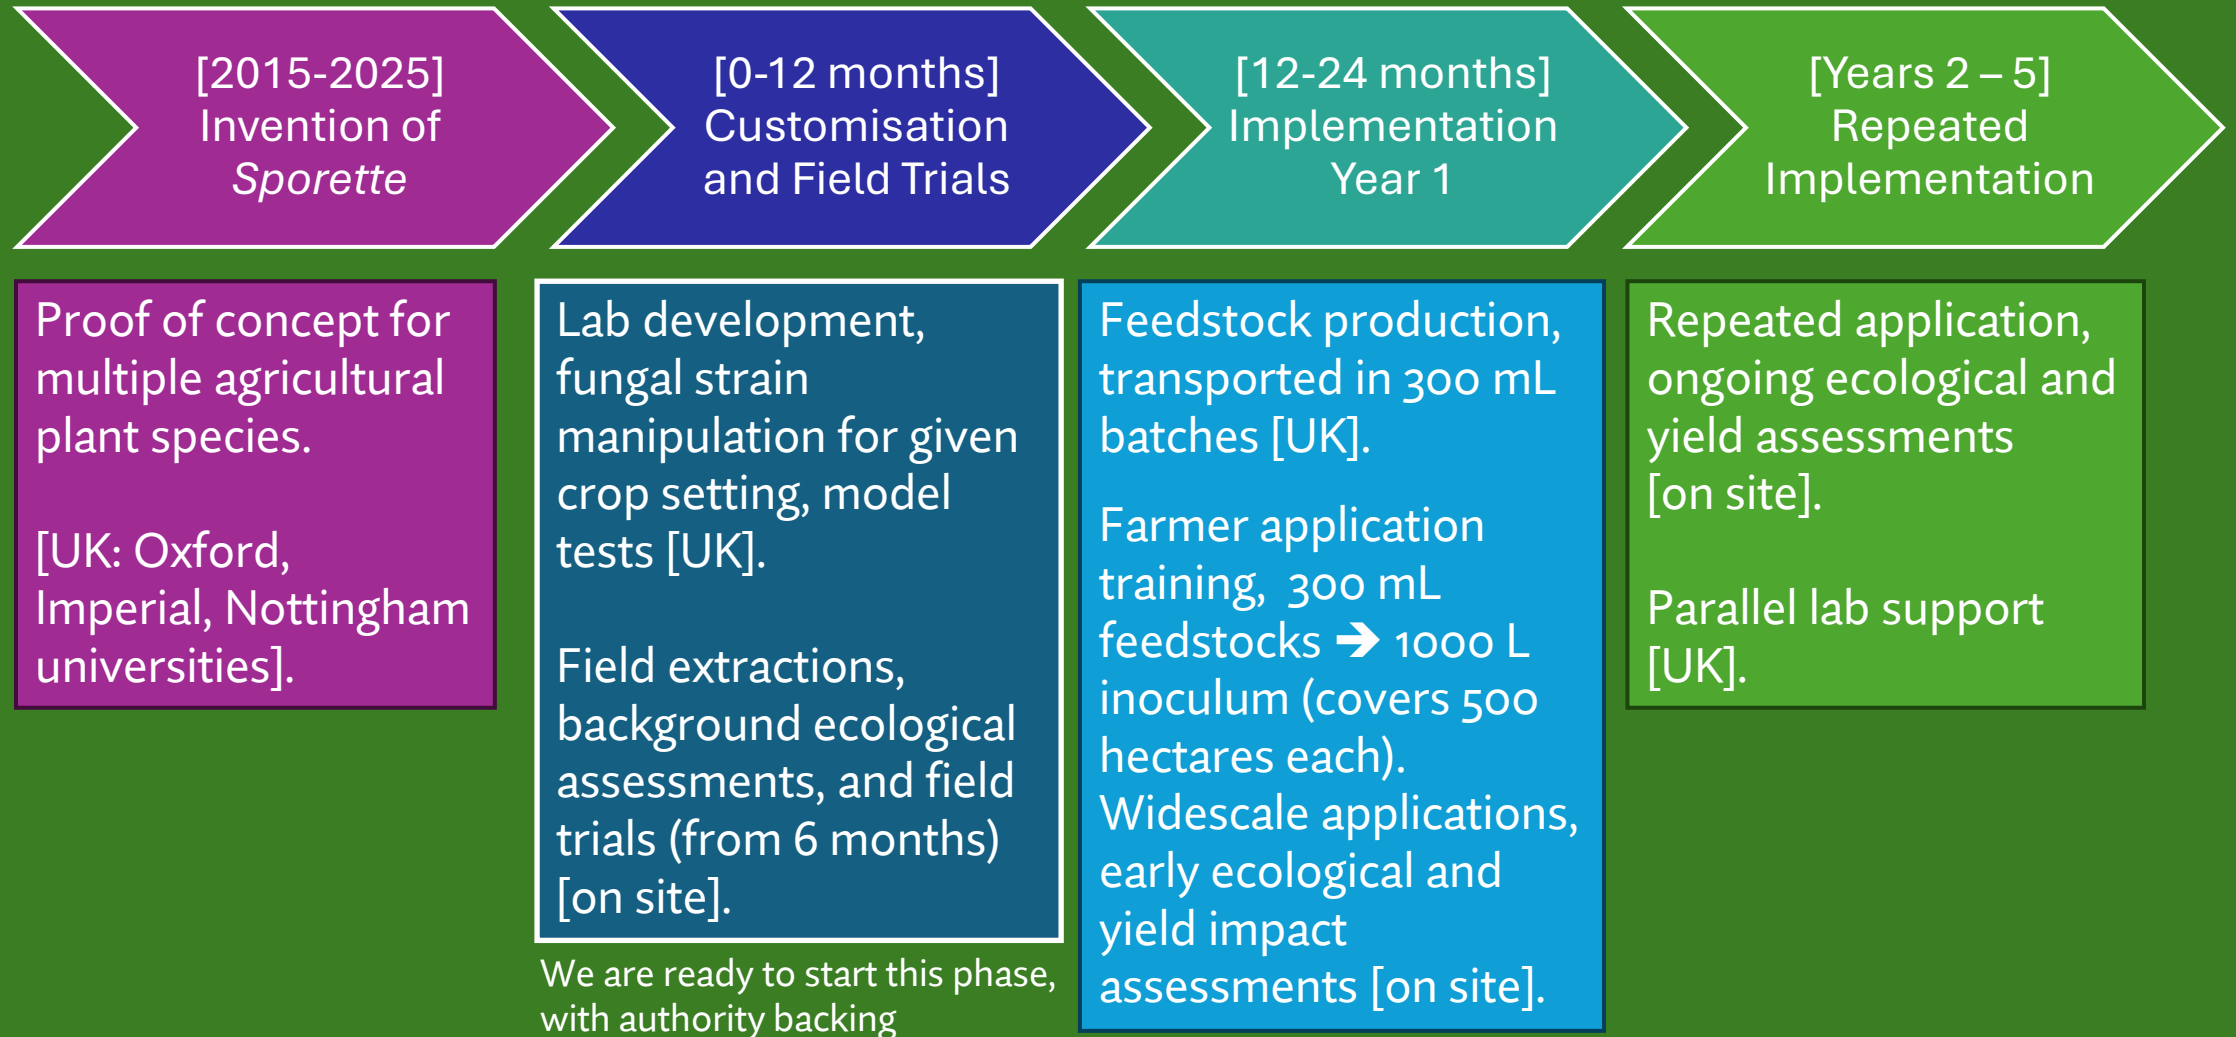 [2015-2025]
Invention of
Sporette
[0-12 months]
Customisation
and Field Trials
[12-24 months]
Implementation
Year 1
[Years 2 – 5]
Repeated
Implementation
Proof of concept for
multiple agricultural
plant species.
[UK: Oxford,
Imperial, Nottingham
universities].
Lab development,
fungal strain
manipulation for given
crop setting, model
tests [UK].
Field extractions,
background ecological
assessments, and field
trials (from 6 months)
[on site].
We are ready to start this phase,
with authority backing
Feedstock production,
transported in 300 mL
batches [UK].
Farmer application
training, 300 mL
feedstocks ➔ 1000 L
inoculum (covers 500
hectares each).
Widescale applications,
early ecological and
yield impact
assessments [on site].
Repeated application,
ongoing ecological and
yield assessments
[on site].
Parallel lab support
[UK].